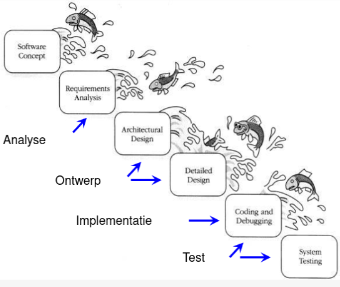 Software
Concept
Requirements
Analysis
Analyse
Architectural
Design
Ontwerp
Detailed
Design
Implementatie
Coding and
Debugging
Test
System
Testing